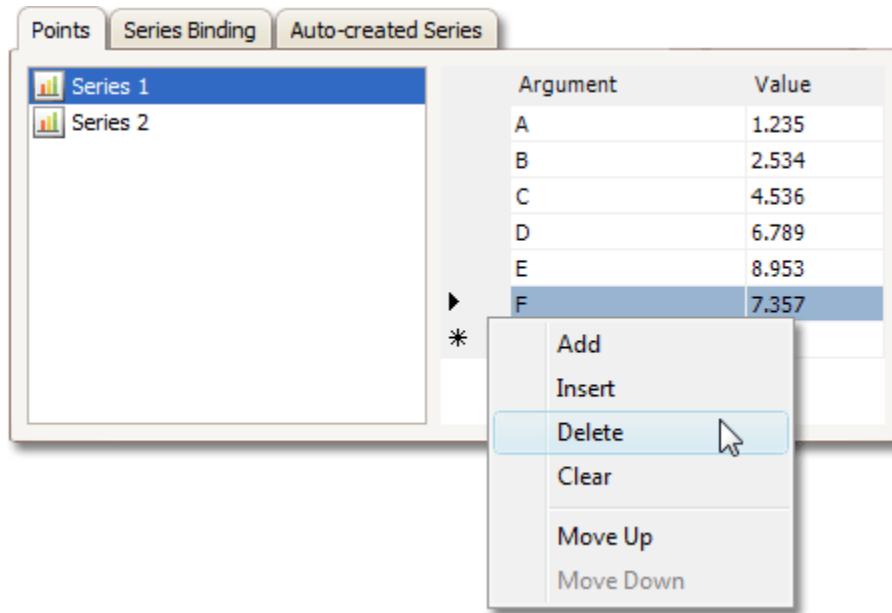 Points Series Binding Auto-created Series
Series 1
Series 2
Argument Value
A 1.235
B 2.534
C 4.536
D 6.789
E 8.953
F 7.357
Add
Insert
Delete
Clear
Move Up
Move Down